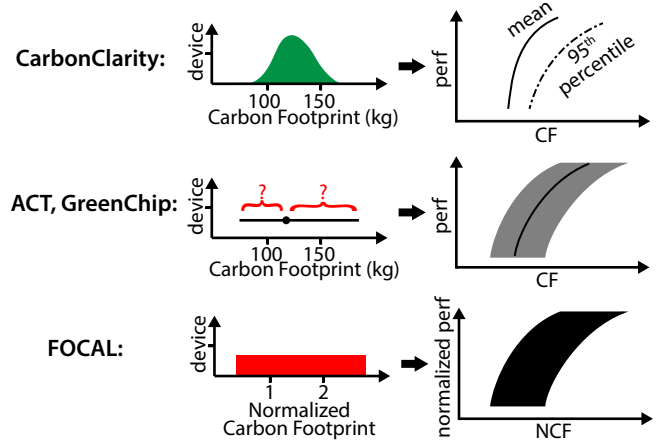 CarbonClarity:
device
100 150
Carbon Footprint (kg)
perf
mean
95th
percentile
CF
ACT, GreenChip:
device
? ?
100 150
Carbon Footprint (kg)
perf
CF
FOCAL:
device
1 2
Normalized
Carbon Footprint
normalized perf
NCF